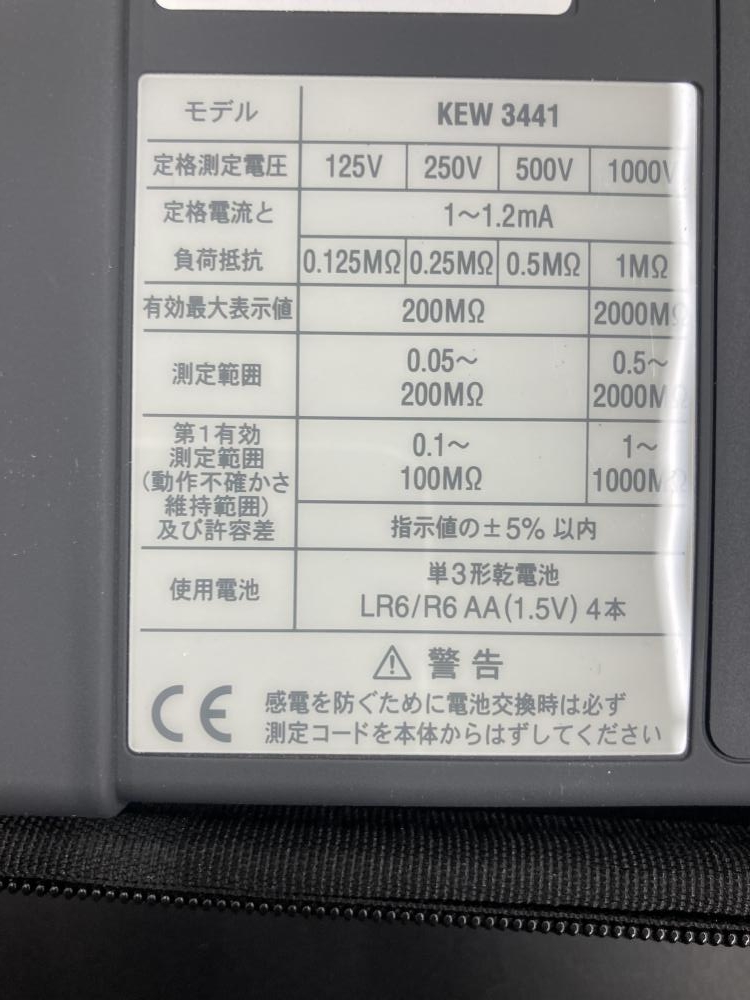 モデル KEW 3441
定格測定電圧 125V 250V 500V 1000V
定格電流と 1～1.2mA
負荷抵抗 0.125MΩ 0.25MΩ 0.5MΩ 1MΩ
有効最大表示値 200MΩ 2000MΩ
測定範囲 0.05～ 200MΩ 0.5～ 2000MΩ
第1有効
測定範囲
(動作不確かさ
維持範囲)
及び許容差
0.1～
100MΩ
1～
1000MΩ
指示値の±5% 以内
使用電池
単3形乾電池
LR6/R6 AA(1.5V) 4本
⚠ 警告
CE
感電を防ぐために電池交換時は必ず
測定コードを本体からはずしてください